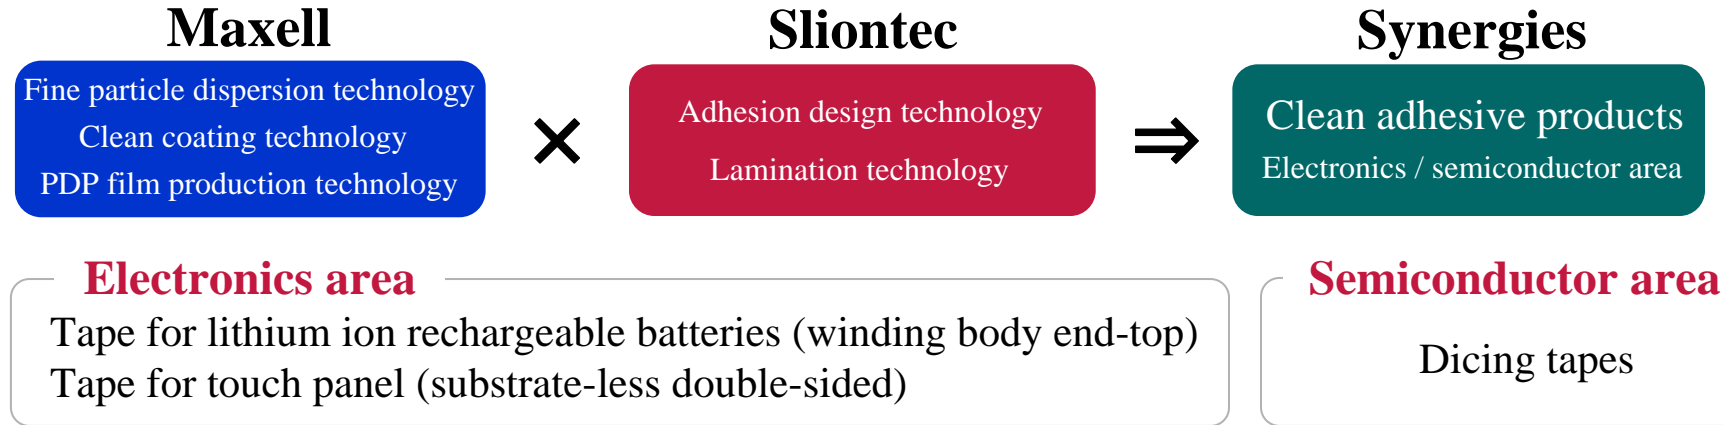 Maxell
Fine particle dispersion technology
Clean coating technology
PDP film production technology
×
Sliontec
Adhesion design technology
Lamination technology
⇒
Synergies
Clean adhesive products
Electronics / semiconductor area
Electronics area
Tape for lithium ion rechargeable batteries (winding body end-top)
Tape for touch panel (substrate-less double-sided)
Semiconductor area
Dicing tapes